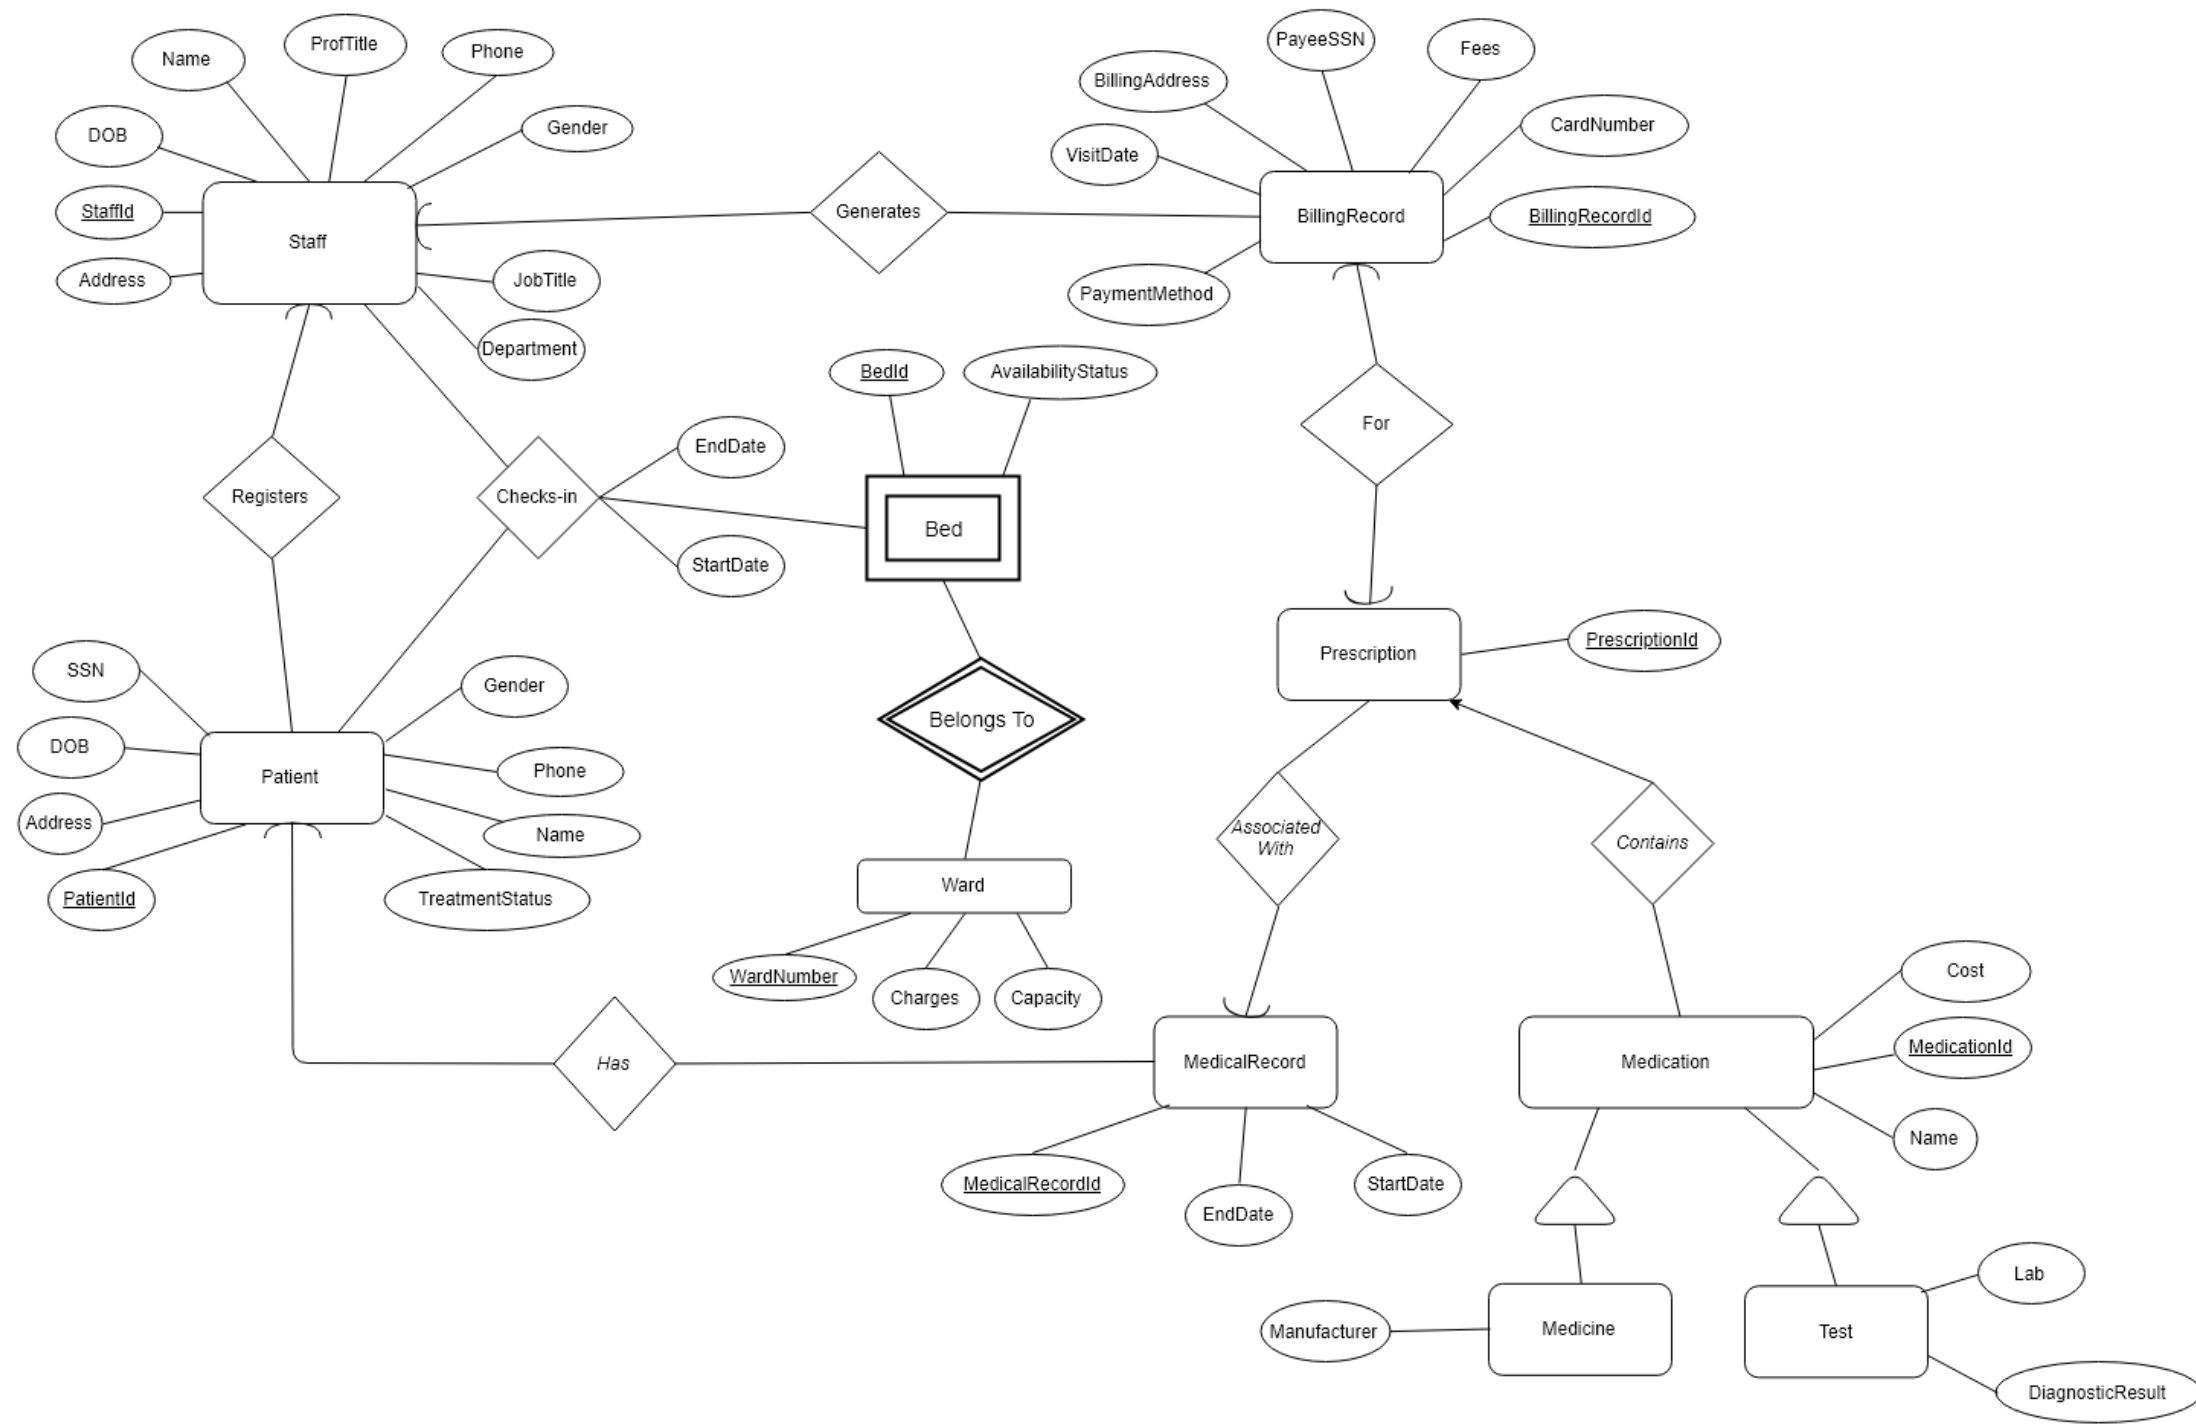 Name
ProfTitle
Phone
DOB
Gender
StaffId
Staff
Address
JobTitle
Department
Generates
PayeeSSN
Fees
BillingAddress
CardNumber
VisitDate
BillingRecord
BillingRecordId
PaymentMethod
BedId
AvailabilityStatus
For
EndDate
Registers
Checks-in
Bed
StartDate
Prescription
PrescriptionId
SSN
Gender
Belongs To
DOB
Patient
Phone
Address
Name
Associated
With
Contains
PatientId
TreatmentStatus
Ward
WardNumber
Charges
Capacity
Cost
Has
MedicalRecord
Medication
MedicationId
Name
MedicalRecordId
EndDate
StartDate
Lab
Manufacturer
Medicine
Test
DiagnosticResult